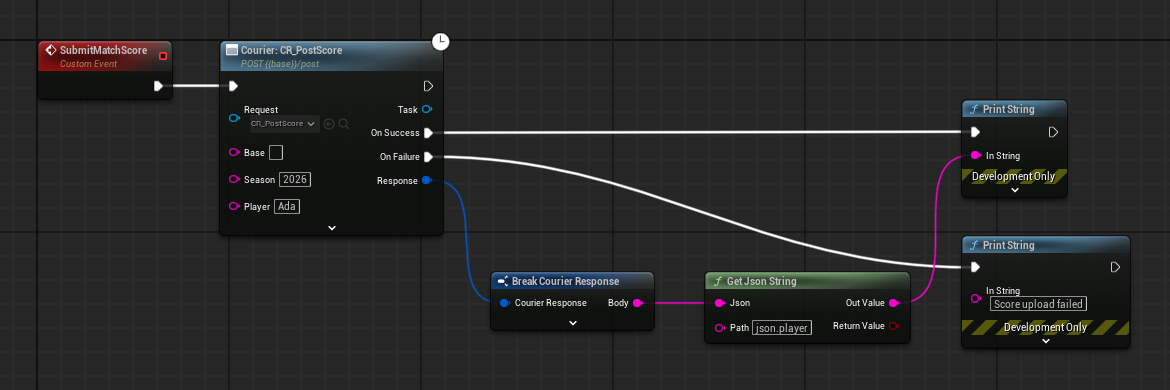 SubmitMatchScore
Custom Event
Courier: CR_PostScore
POST {{base}}/post
Request
CR_PostScore
Base
Season 2026
Player Ada
Task
On Success
On Failure
Response
Break Courier Response
Courier Response Body
Get Json String
Json Out Value
Path json.player Return Value
Print String
In String
Development Only
Print String
In String
Score upload failed
Development Only